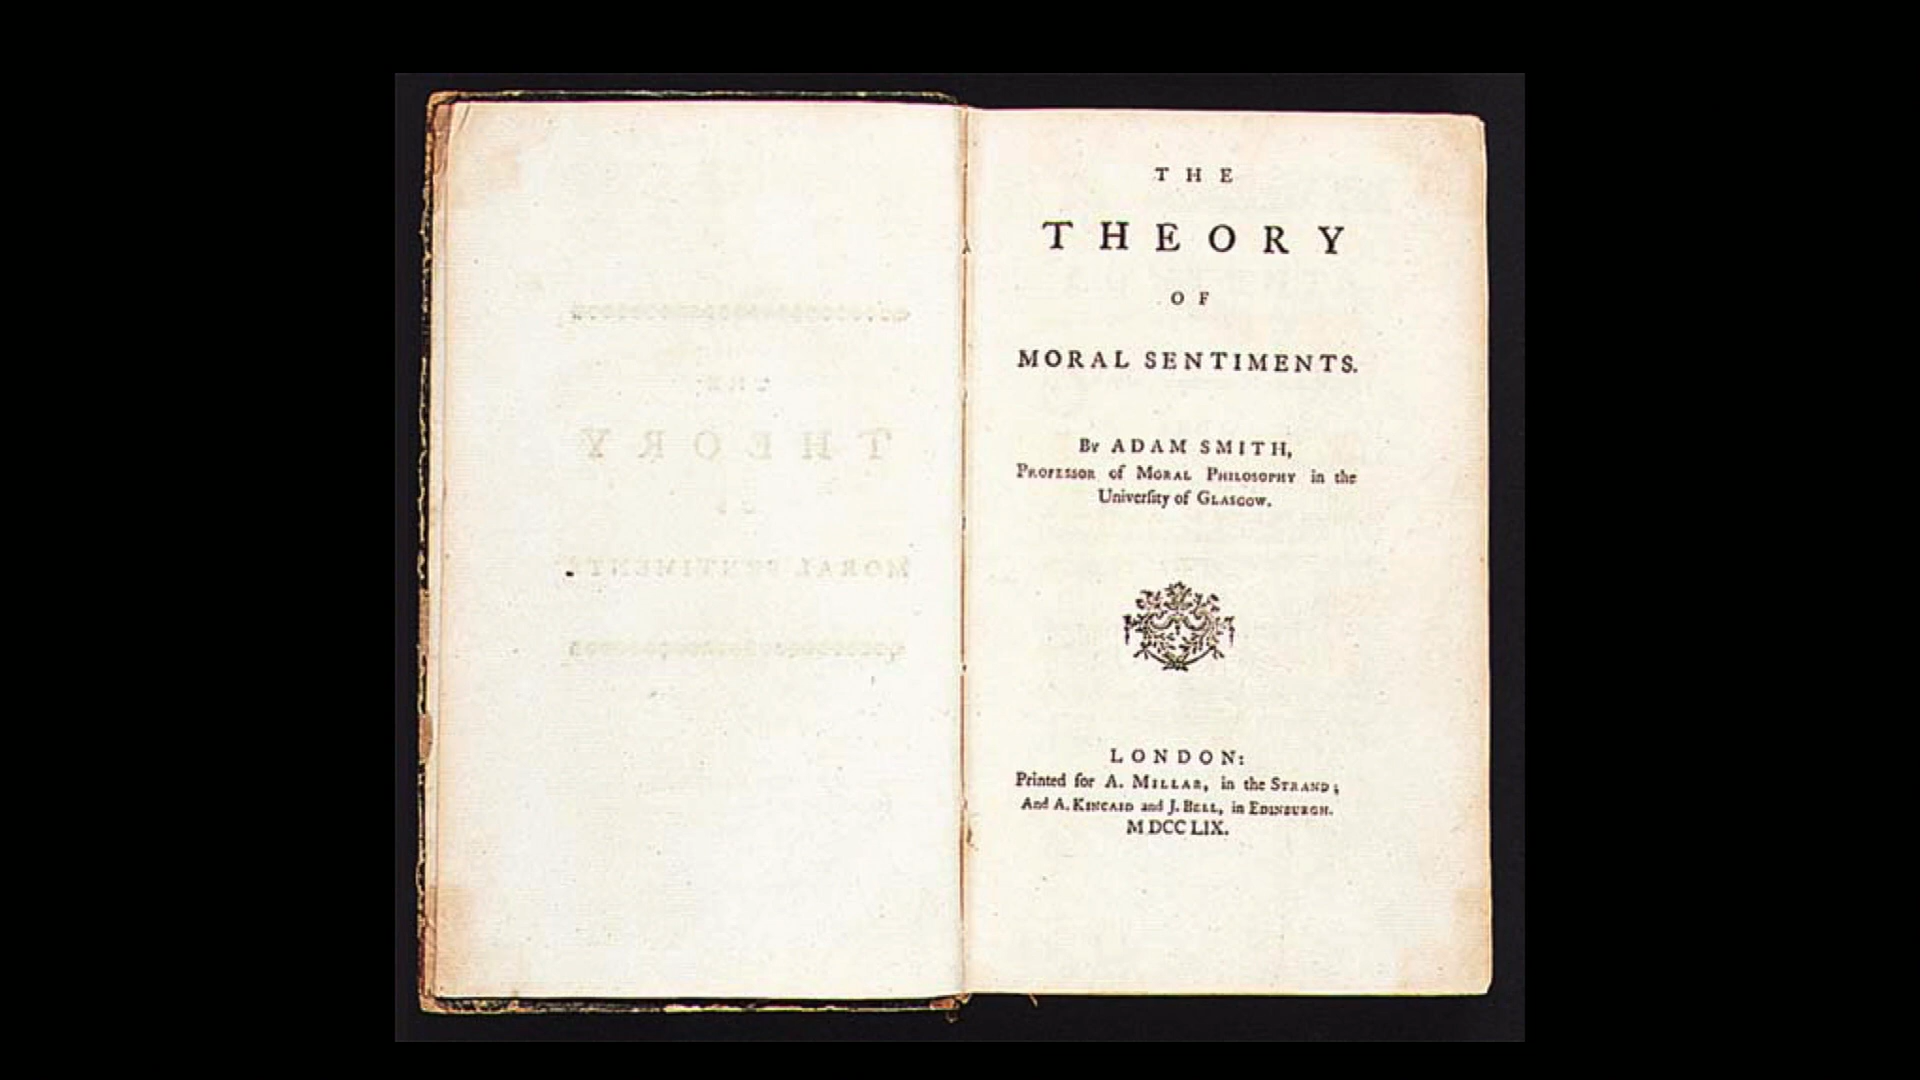 THE
THEORY
OF
MORAL SENTIMENTS.
By ADAM SMITH,
PROFESSOR of MORAL PHILOSOPHY in the
Univerſity of GLASGOW.
LONDON:
Printed for A. MILLAR, in the STRAND;
And A. KINCAID and J. BELL, in EDINBURGH.
M DCC LIX.